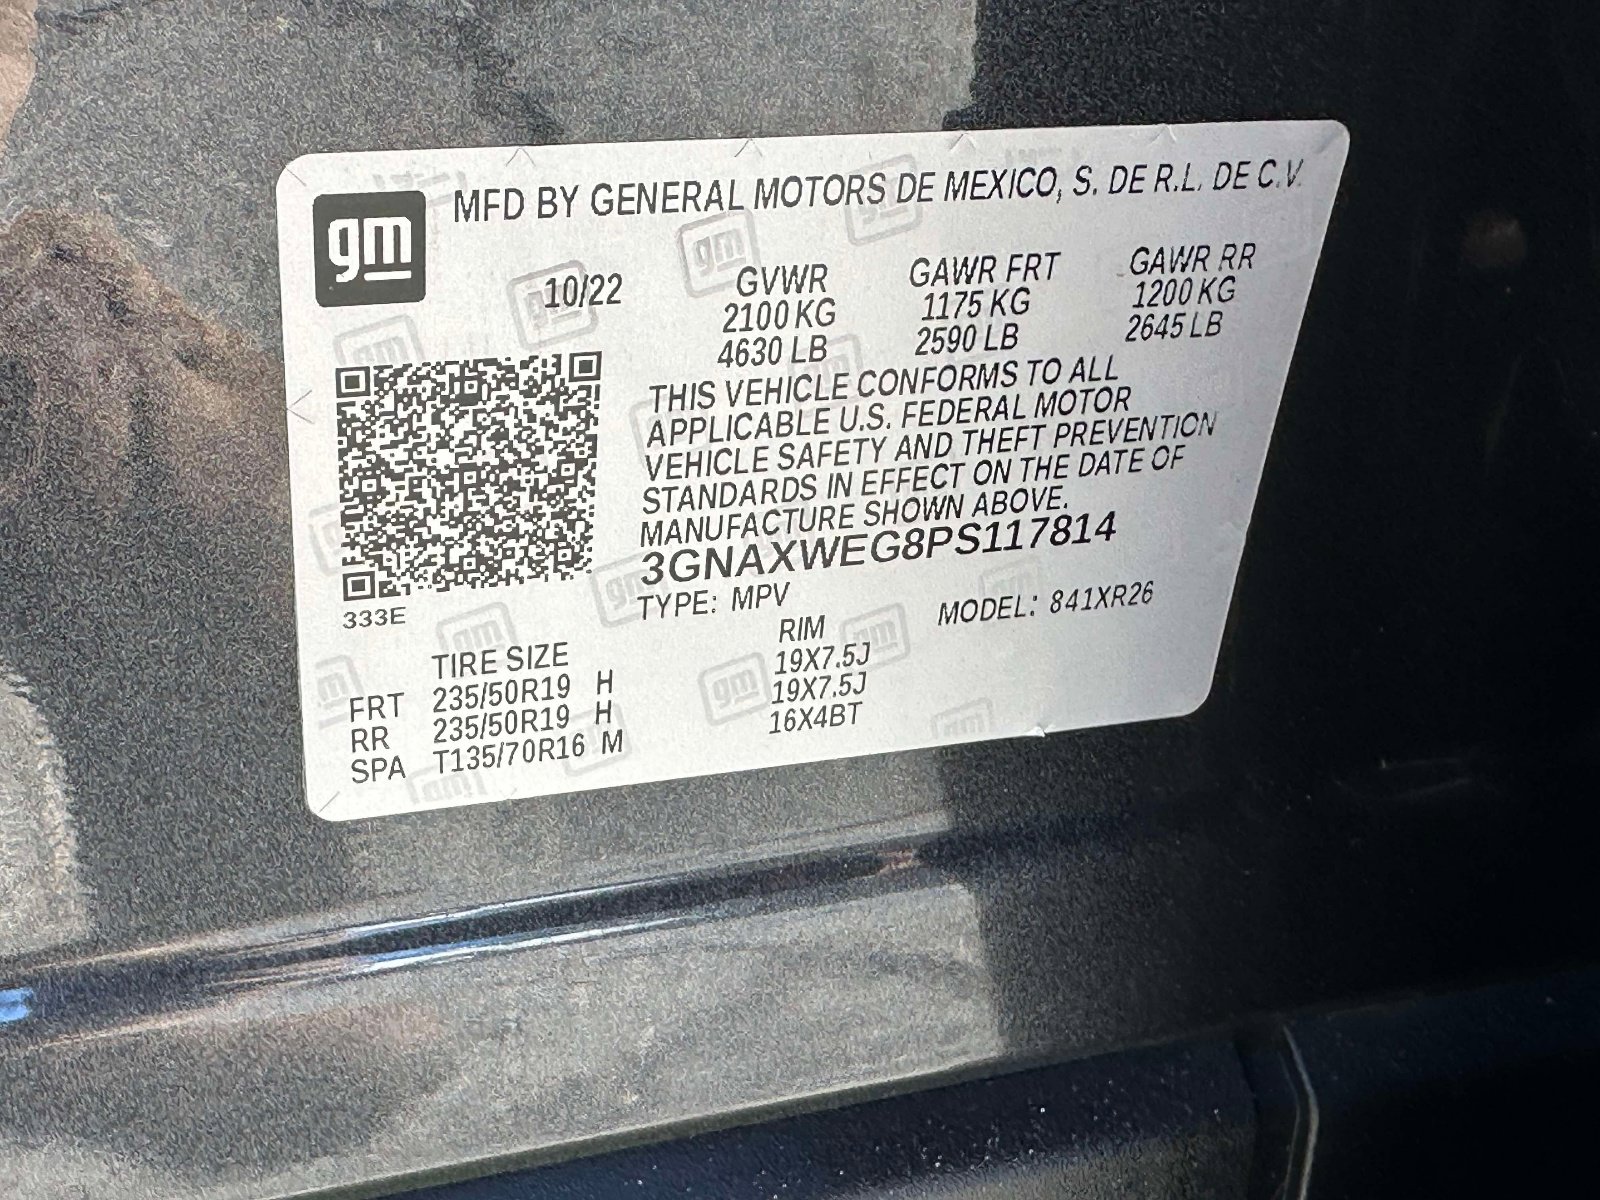 gm
MFD BY GENERAL MOTORS DE MEXICO, S. DE R.L. DE C.V.
10/22
GVWR GAWR FRT GAWR RR
2100 KG 1175 KG 1200 KG
4630 LB 2590 LB 2645 LB
THIS VEHICLE CONFORMS TO ALL
APPLICABLE U.S. FEDERAL MOTOR
VEHICLE SAFETY AND THEFT PREVENTION
STANDARDS IN EFFECT ON THE DATE OF
MANUFACTURE SHOWN ABOVE.
3GNAXWEG8PS117814
TYPE: MPV MODEL: 841XR26
333E
TIRE SIZE RIM
FRT 235/50R19 H 19X7.5J
RR 235/50R19 H 19X7.5J
SPA T135/70R16 M 16X4BT